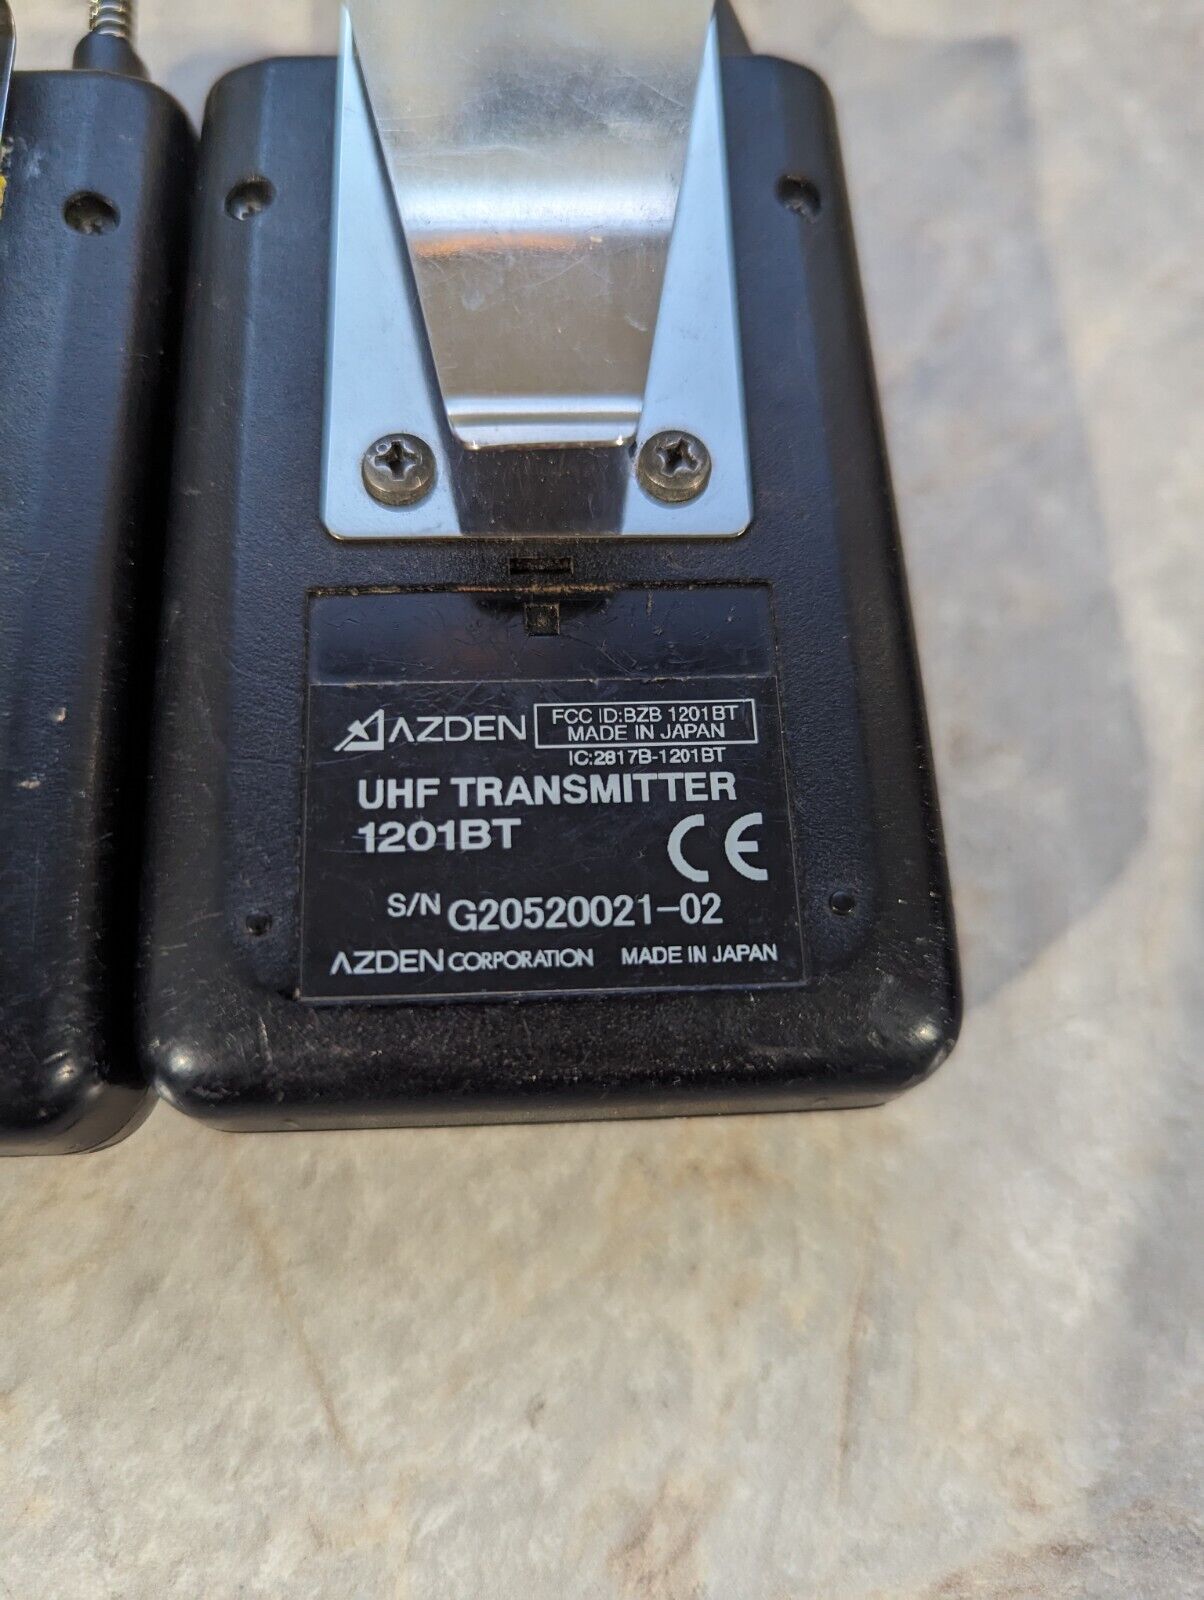 AZDEN
FCC ID:BZB 1201BT
MADE IN JAPAN
IC:2817B-1201BT
UHF TRANSMITTER
1201BT
CE
S/N G20520021-02
AZDEN CORPORATION MADE IN JAPAN